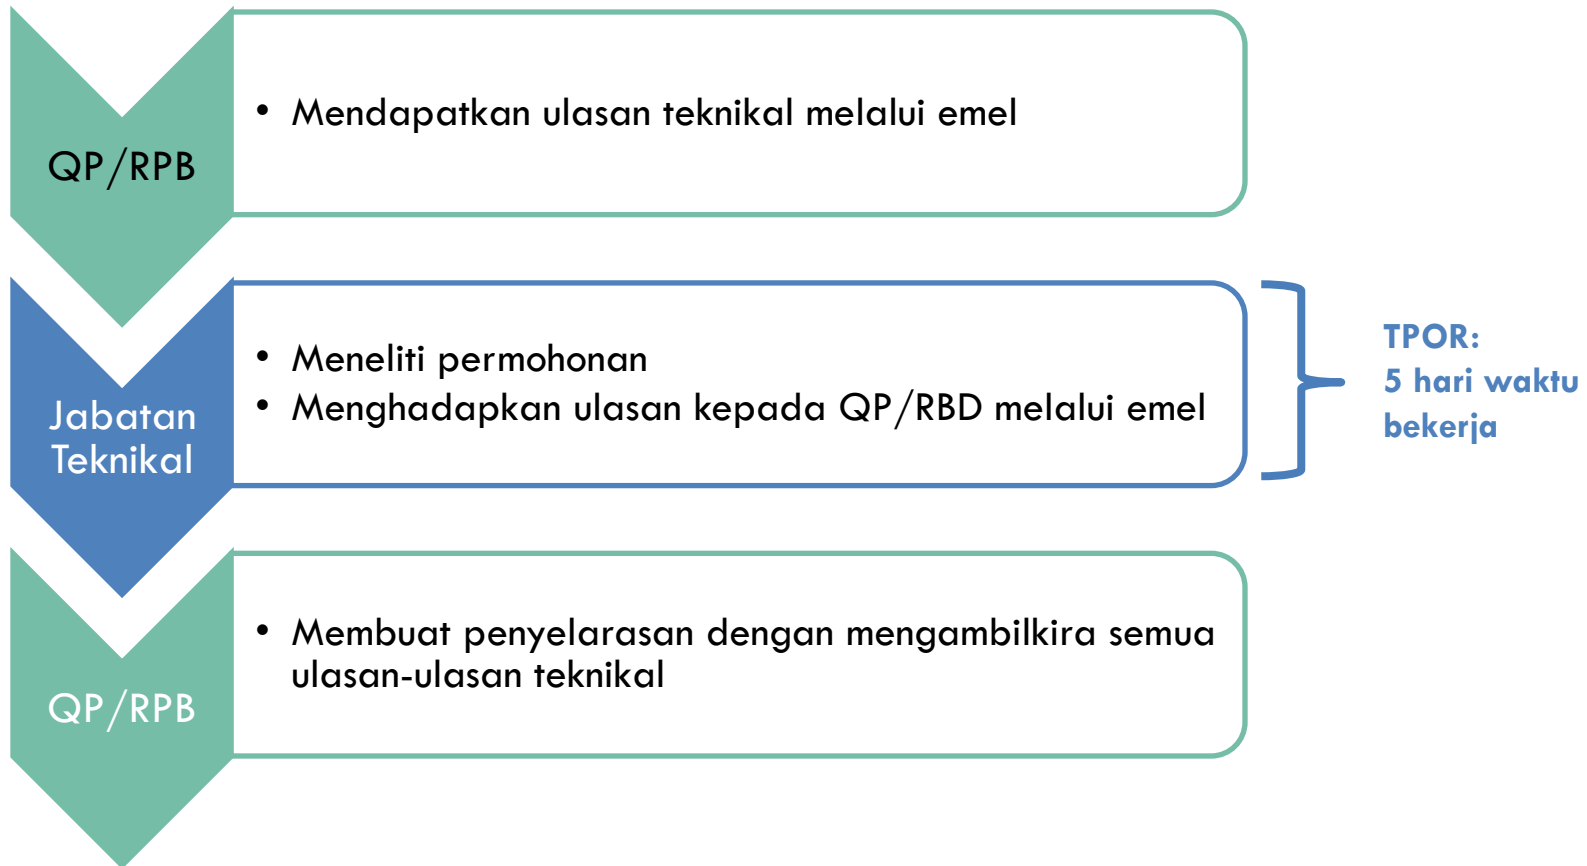 QP/RPB
• Mendapatkan ulasan teknikal melalui emel
Jabatan
Teknikal
• Meneliti permohonan
• Menghadapkan ulasan kepada QP/RBD melalui emel
TPOR:
5 hari waktu
bekerja
QP/RPB
• Membuat penyelarasan dengan mengambilkira semua
ulasan-ulasan teknikal